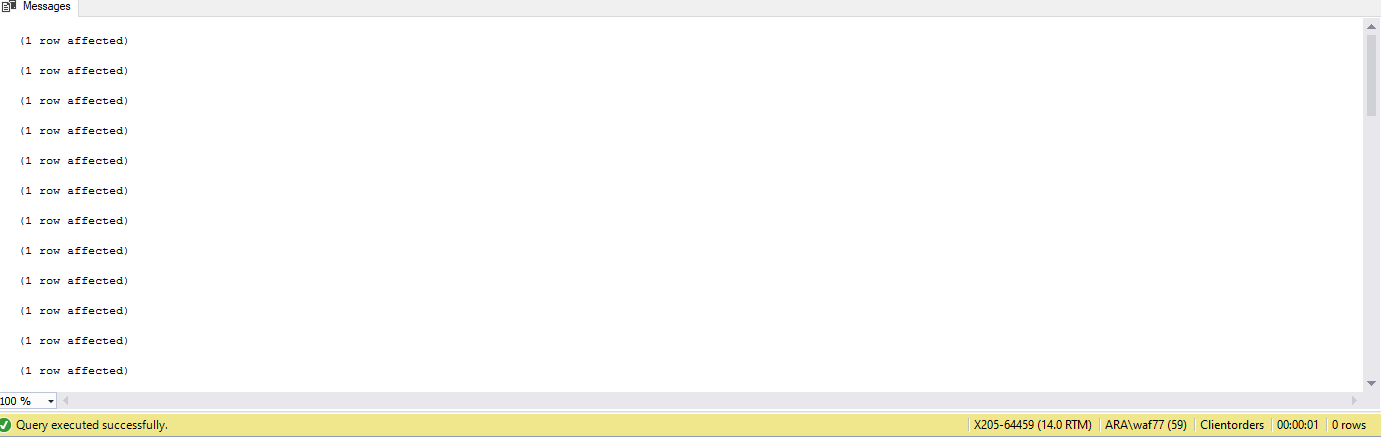 Messages
(1 row affected)
(1 row affected)
(1 row affected)
(1 row affected)
(1 row affected)
(1 row affected)
(1 row affected)
(1 row affected)
(1 row affected)
(1 row affected)
(1 row affected)
(1 row affected)
100 %
Query executed successfully. X205-64459 (14.0 RTM) ARA\waf77 (59) Clientorders 00:00:01 0 rows